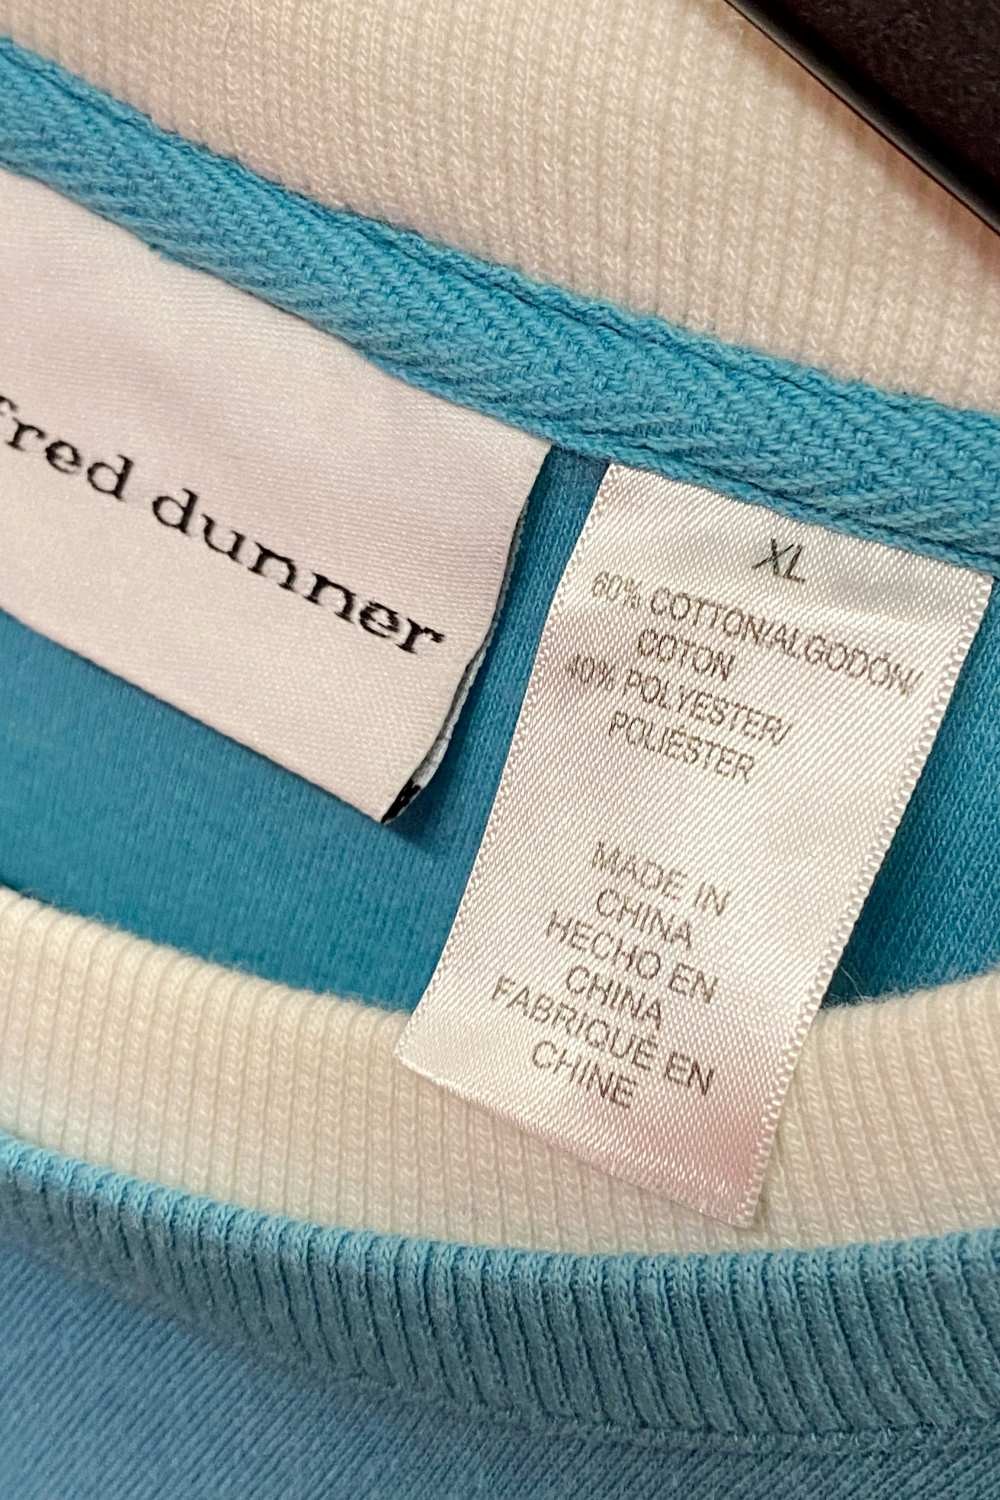 fred dunner
XL
60% COTTON/ALGODÓN/
COTON
40% POLYESTER/
POLIÉSTER
MADE IN
CHINA
HECHO EN
CHINA
FABRIQUÉ EN
CHINE